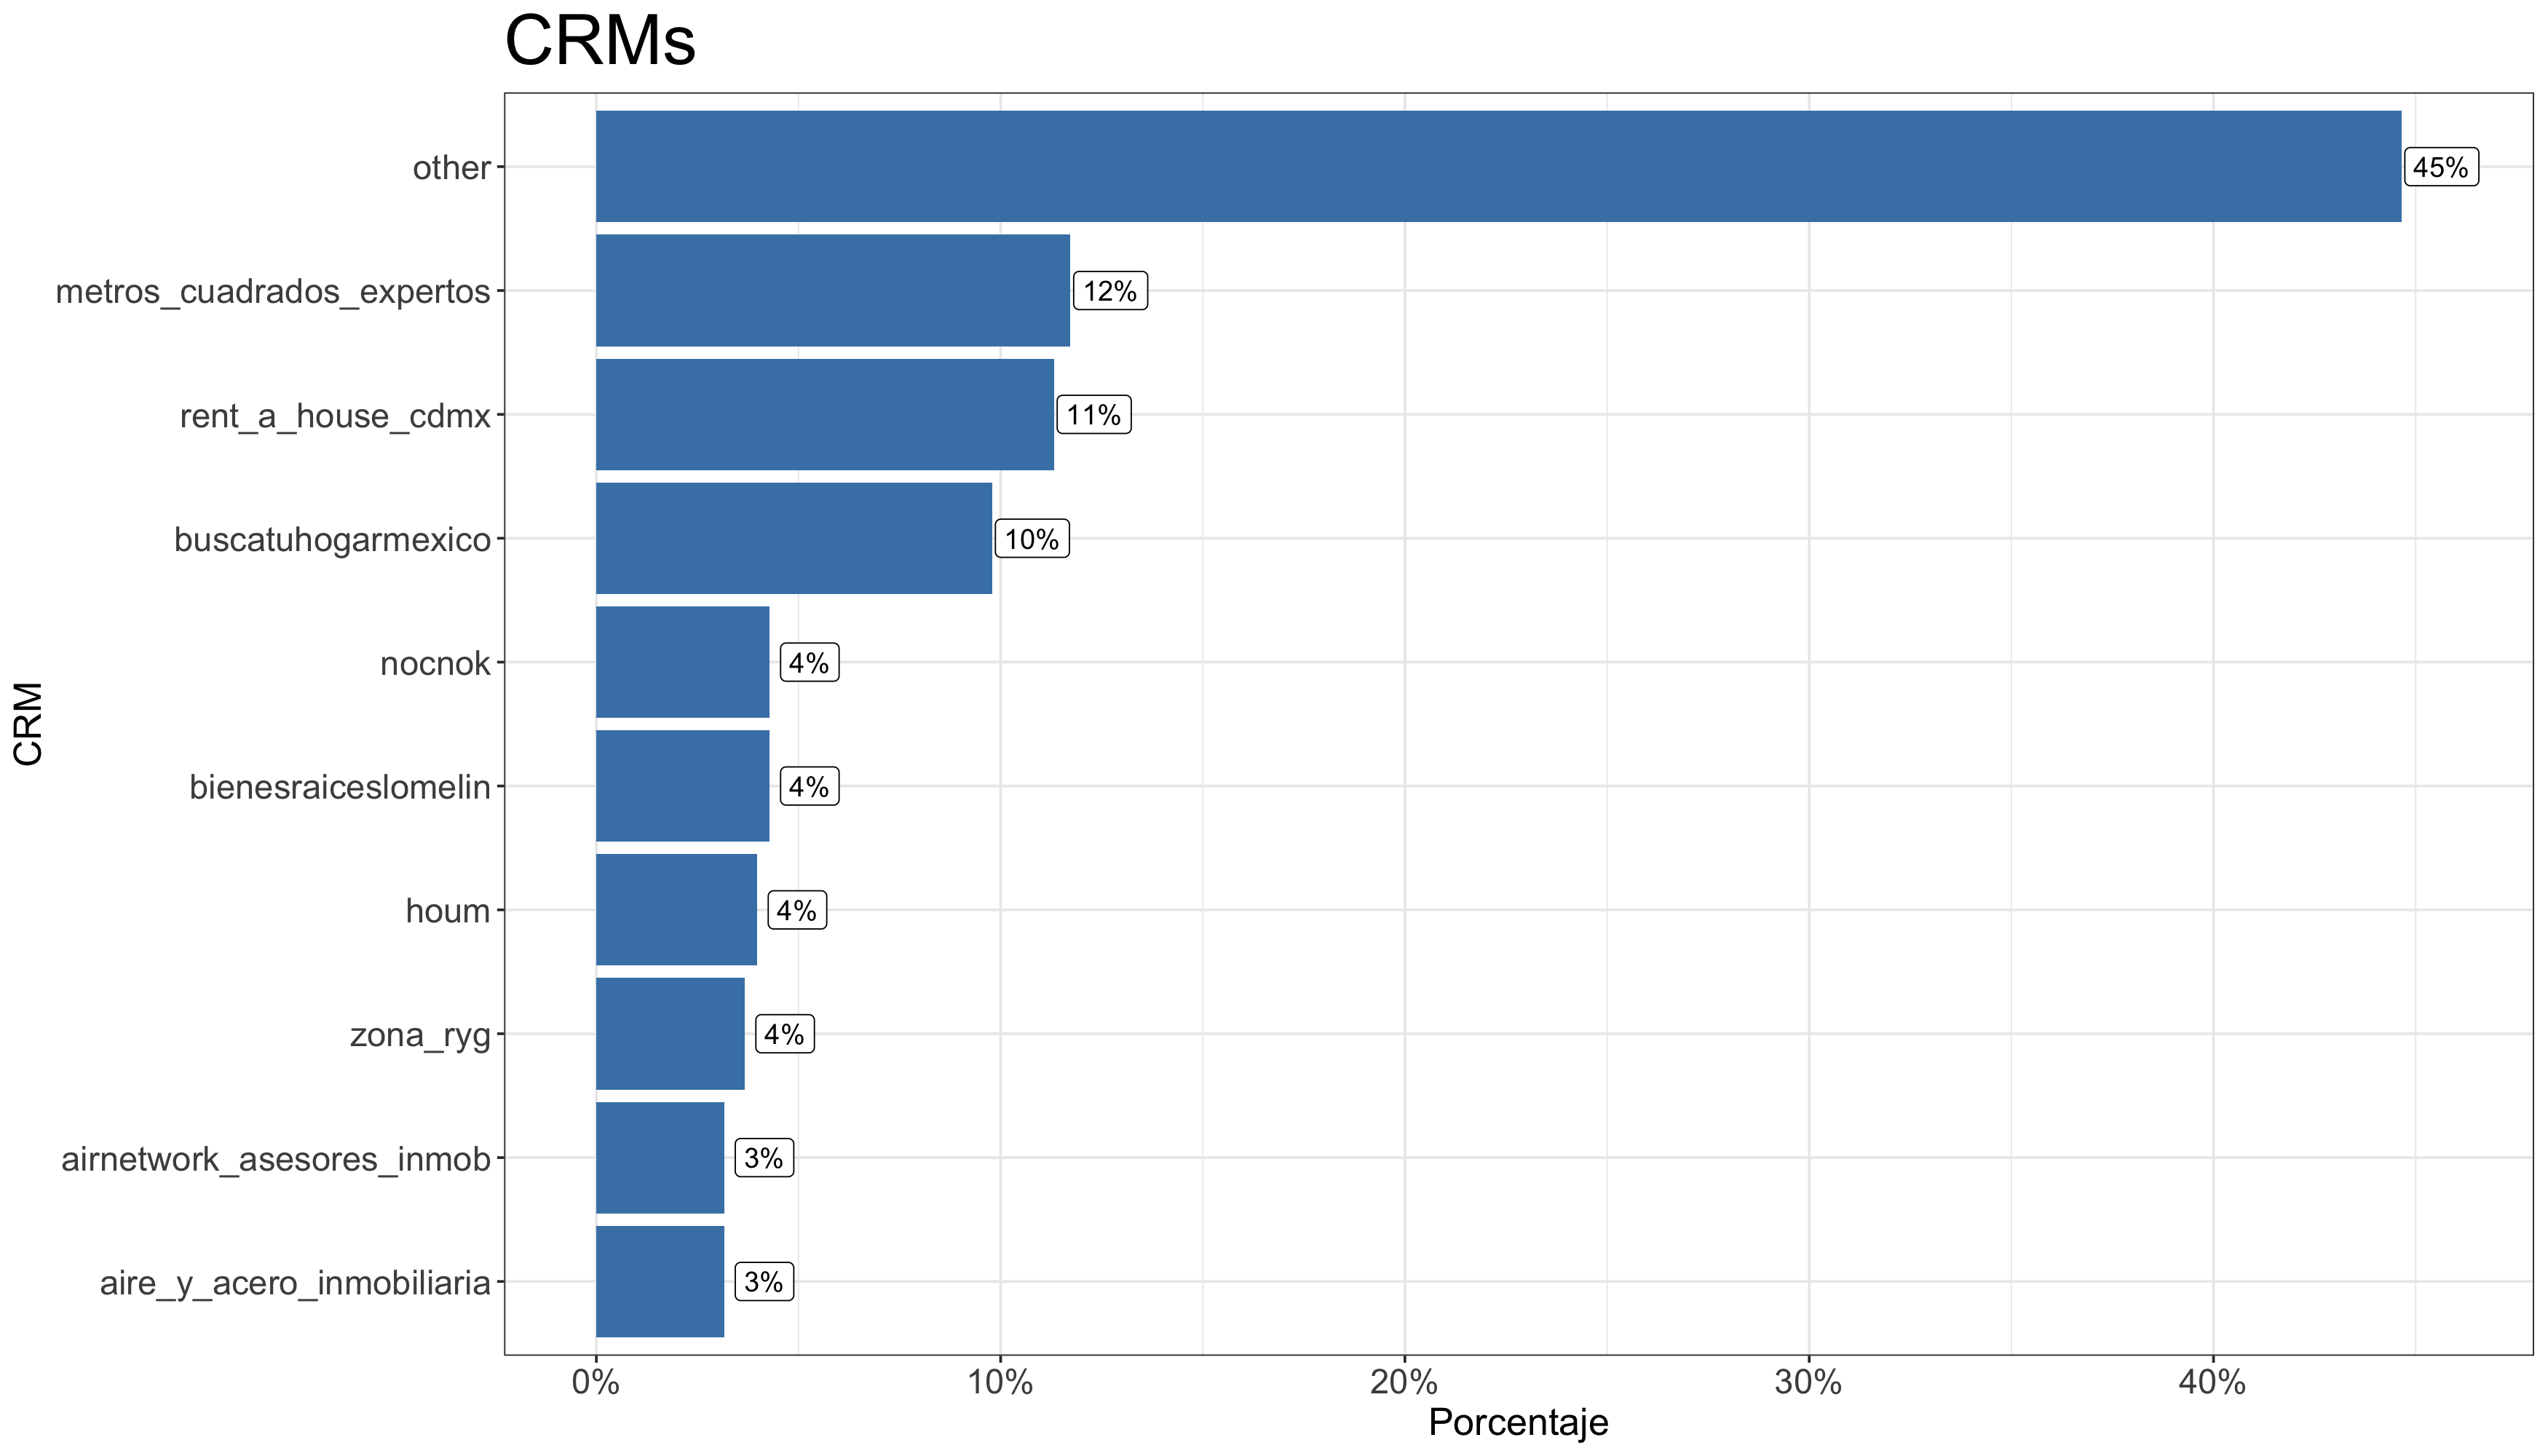 CRMs
other
45%
metros_cuadrados_expertos
12%
rent_a_house_cdmx
11%
buscatuhogarmexico
10%
nocnok
4%
bienesraiceslomelin
4%
houm
4%
zona_ryg
4%
airnetwork_asesores_inmob
3%
aire_y_acero_inmobiliaria
3%
CRM
0% 10% 20% 30% 40%
Porcentaje